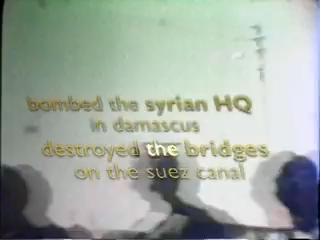 bombed the syrian HQ
in damascus
destroyed the bridges
on the suez canal